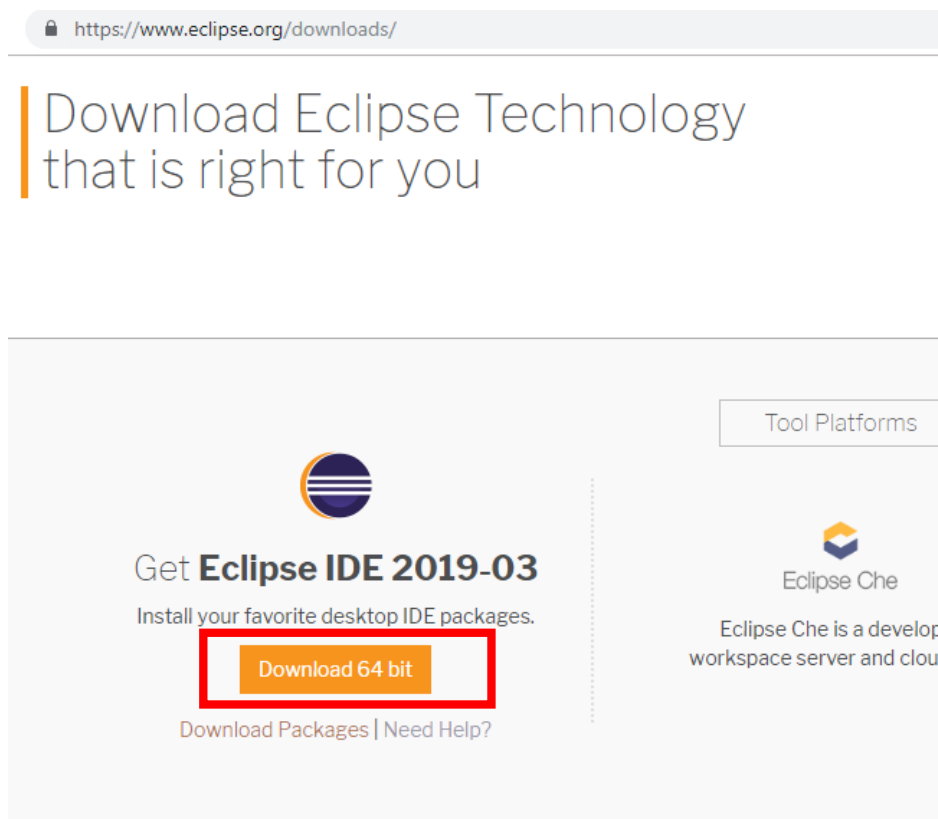 https://www.eclipse.org/downloads/
Download Eclipse Technology
that is right for you
Tool Platforms
Get Eclipse IDE 2019-03
Install your favorite desktop IDE packages.
Download 64 bit
Download Packages | Need Help?
Eclipse Che
Eclipse Che is a develop
workspace server and clou